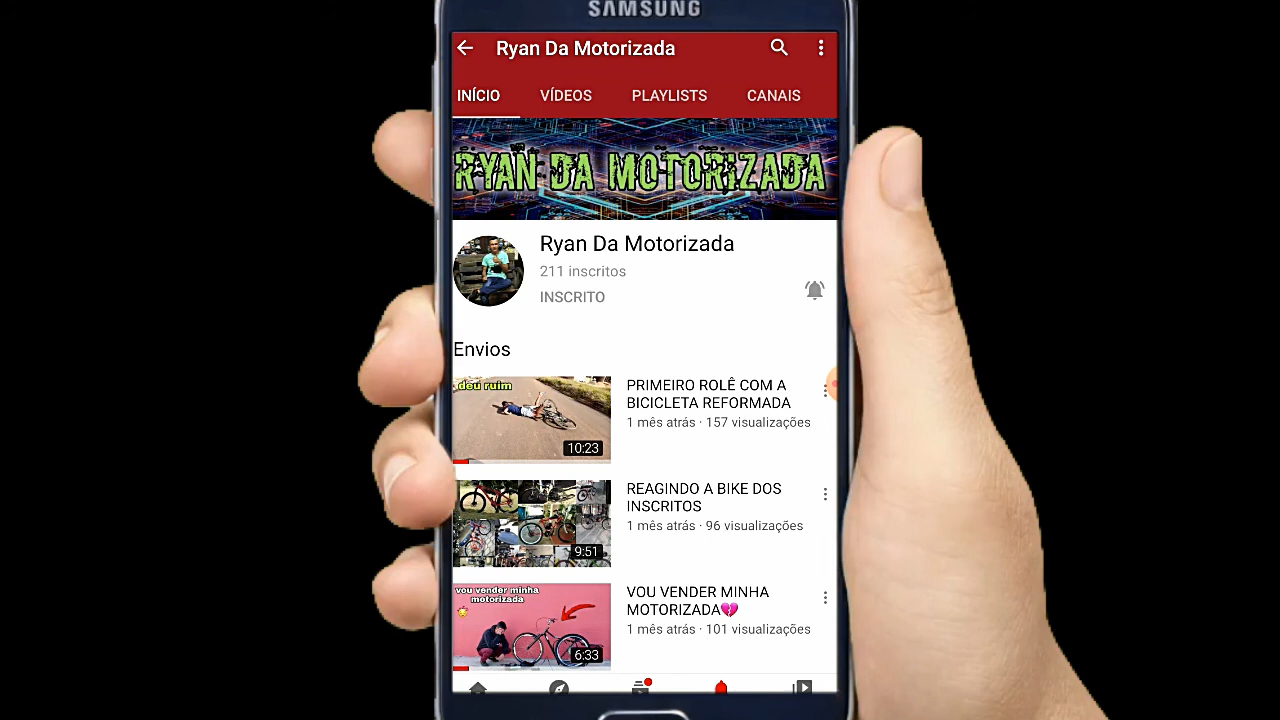 SAMSUNG
Ryan Da Motorizada
INÍCIO VÍDEOS PLAYLISTS CANAIS
RYAN DA MOTORIZADA
Ryan Da Motorizada
211 inscritos
INSCRITO
Envios
deu ruim
10:23
PRIMEIRO ROLÊ COM A
BICICLETA REFORMADA
1 mês atrás · 157 visualizações
9:51
REAGINDO A BIKE DOS
INSCRITOS
1 mês atrás · 96 visualizações
vou vender minha
motorizada
6:33
VOU VENDER MINHA
MOTORIZADA💔
1 mês atrás · 101 visualizações